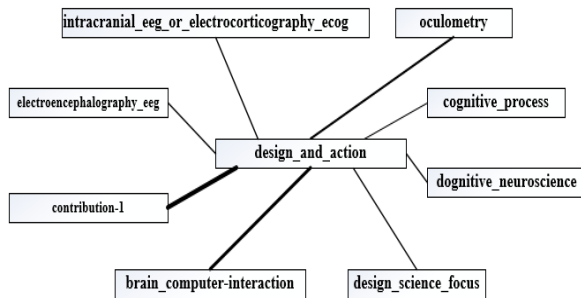 intracranial_eeg_or_electrocorticography_ecog
oculometry
electroencephalography_eeg
cognitive_process
design_and_action
dognitive_neuroscience
contribution-1
brain_computer-interaction
design_science_focus